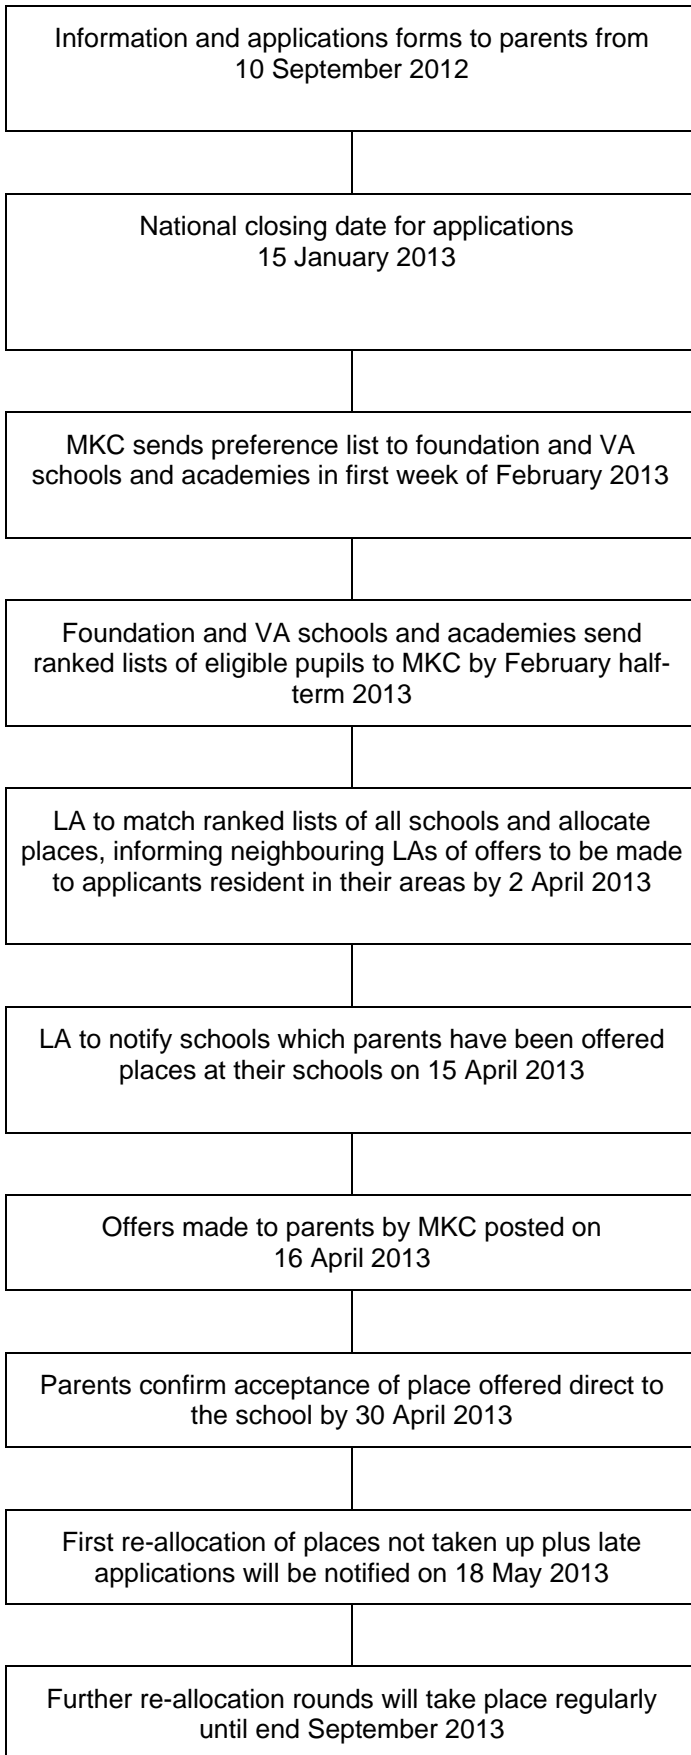 Information and applications forms to parents from
10 September 2012
National closing date for applications
15 January 2013
MKC sends preference list to foundation and VA
schools and academies in first week of February 2013
Foundation and VA schools and academies send
ranked lists of eligible pupils to MKC by February half-
term 2013
LA to match ranked lists of all schools and allocate
places, informing neighbouring LAs of offers to be made
to applicants resident in their areas by 2 April 2013
LA to notify schools which parents have been offered
places at their schools on 15 April 2013
Offers made to parents by MKC posted on
16 April 2013
Parents confirm acceptance of place offered direct to
the school by 30 April 2013
First re-allocation of places not taken up plus late
applications will be notified on 18 May 2013
Further re-allocation rounds will take place regularly
until end September 2013